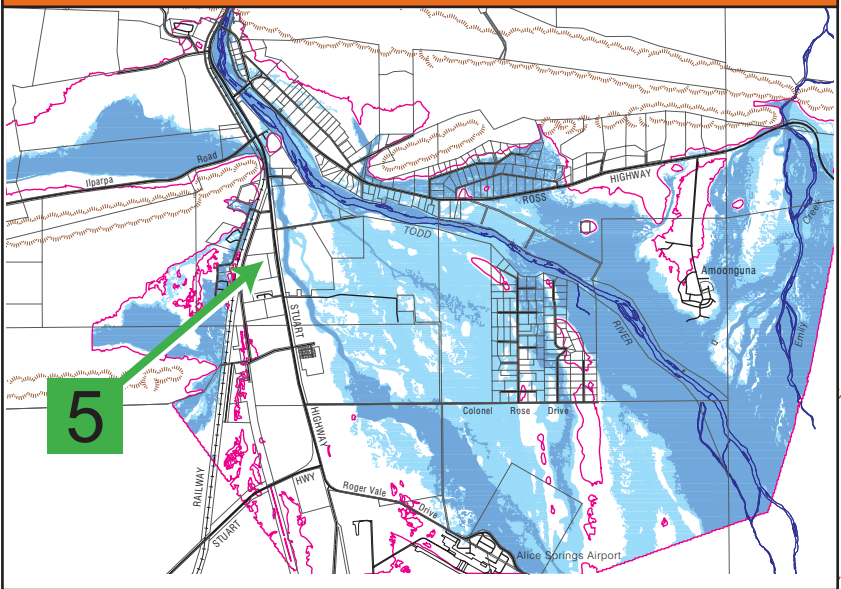 Ilparpa Road
ROSS HIGHWAY
TODD RIVER
Amoonguna
Emily Creek
STUART HIGHWAY
5
Colonel Rose Drive
RAILWAY
STUART HWY
Roger Vale Drive
Alice Springs Airport